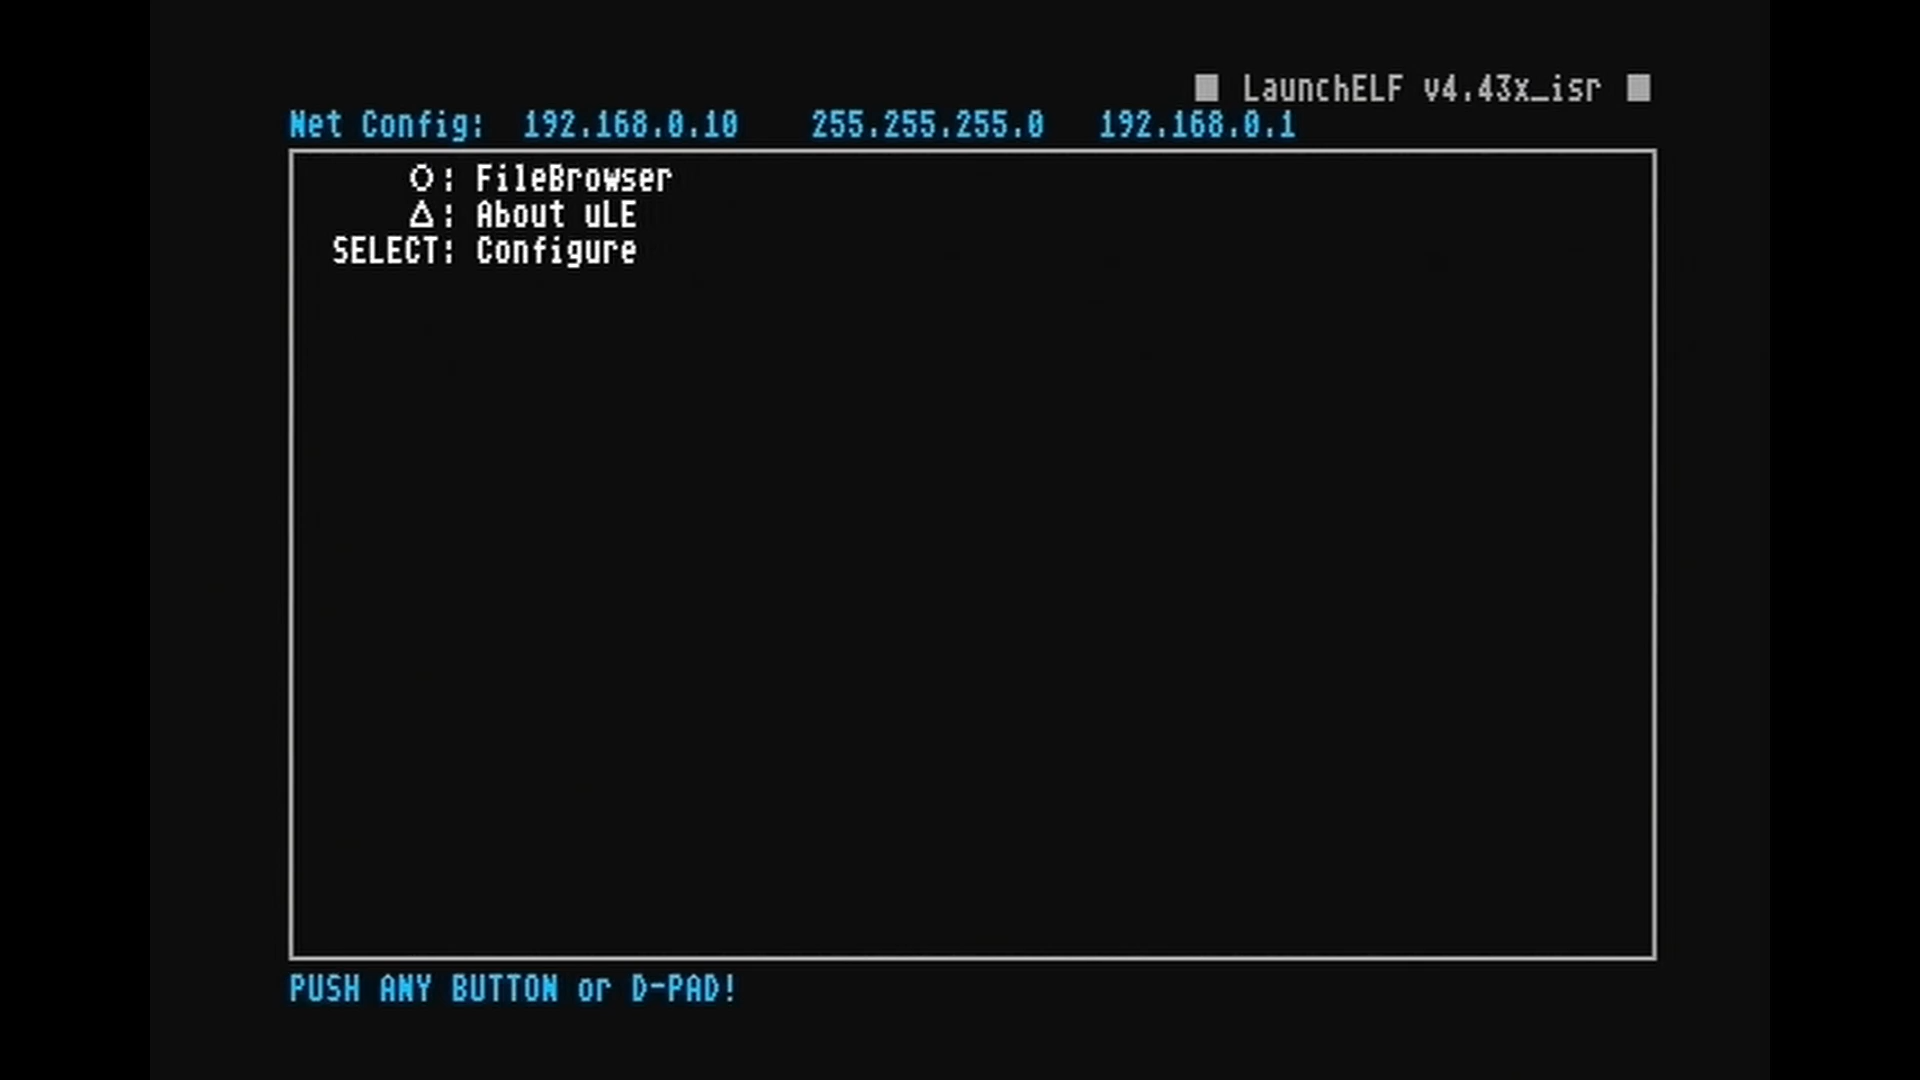 ■ LaunchELF v4.43x_isr ■
Net Config: 192.168.0.10 255.255.255.0 192.168.0.1
○: FileBrowser
△: About uLE
SELECT: Configure
PUSH ANY BUTTON or D-PAD!